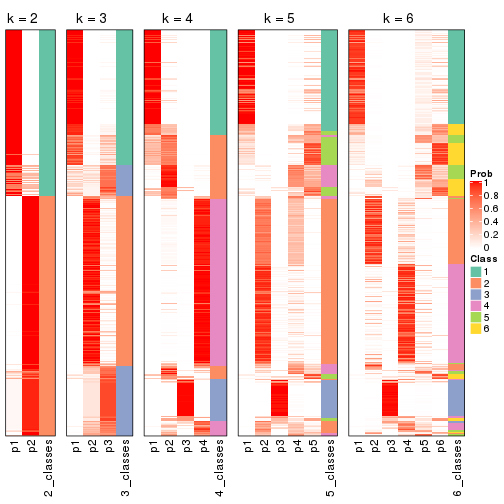 k = 2
k = 3
k = 4
k = 5
k = 6
Prob
1
0.8
0.6
0.4
0.2
0
Class
1
2
3
4
5
6
p1
p2
2_classes
p1
p2
p3
3_classes
p1
p2
p3
p4
4_classes
p1
p2
p3
p4
p5
5_classes
p1
p2
p3
p4
p5
p6
6_classes